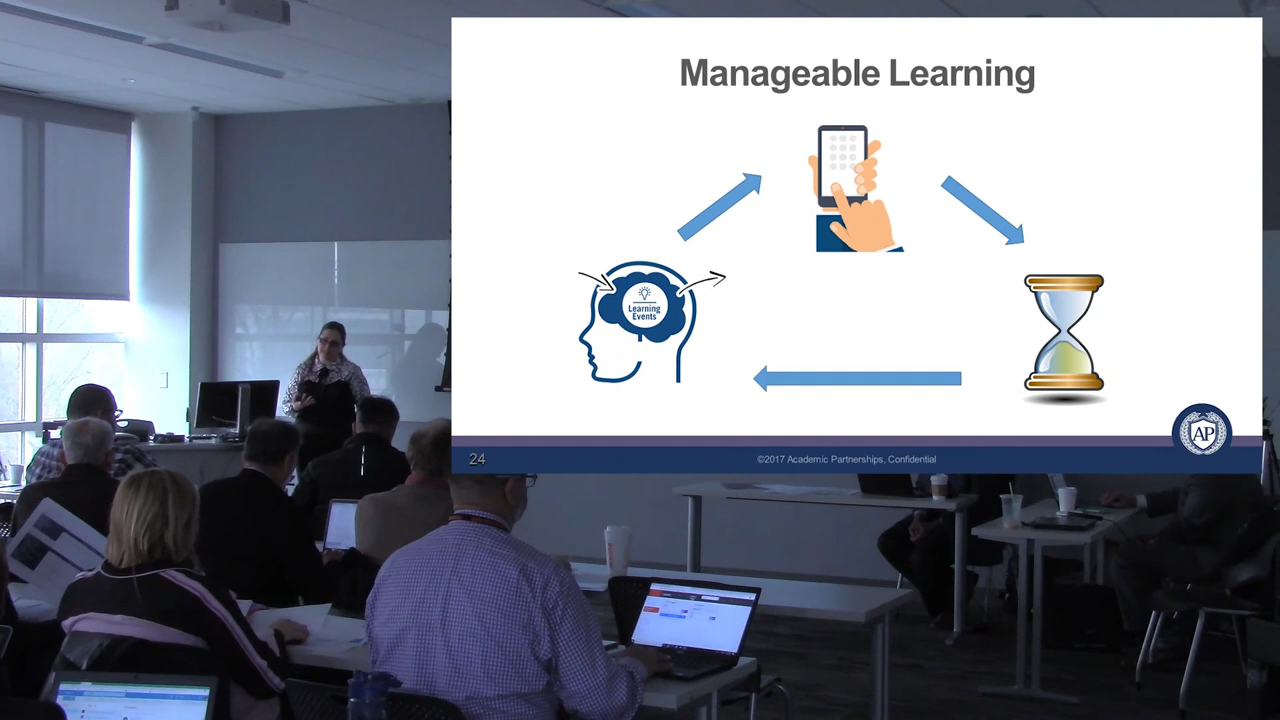 Manageable Learning
Learning
Events
AP
24
©2017 Academic Partnerships, Confidential